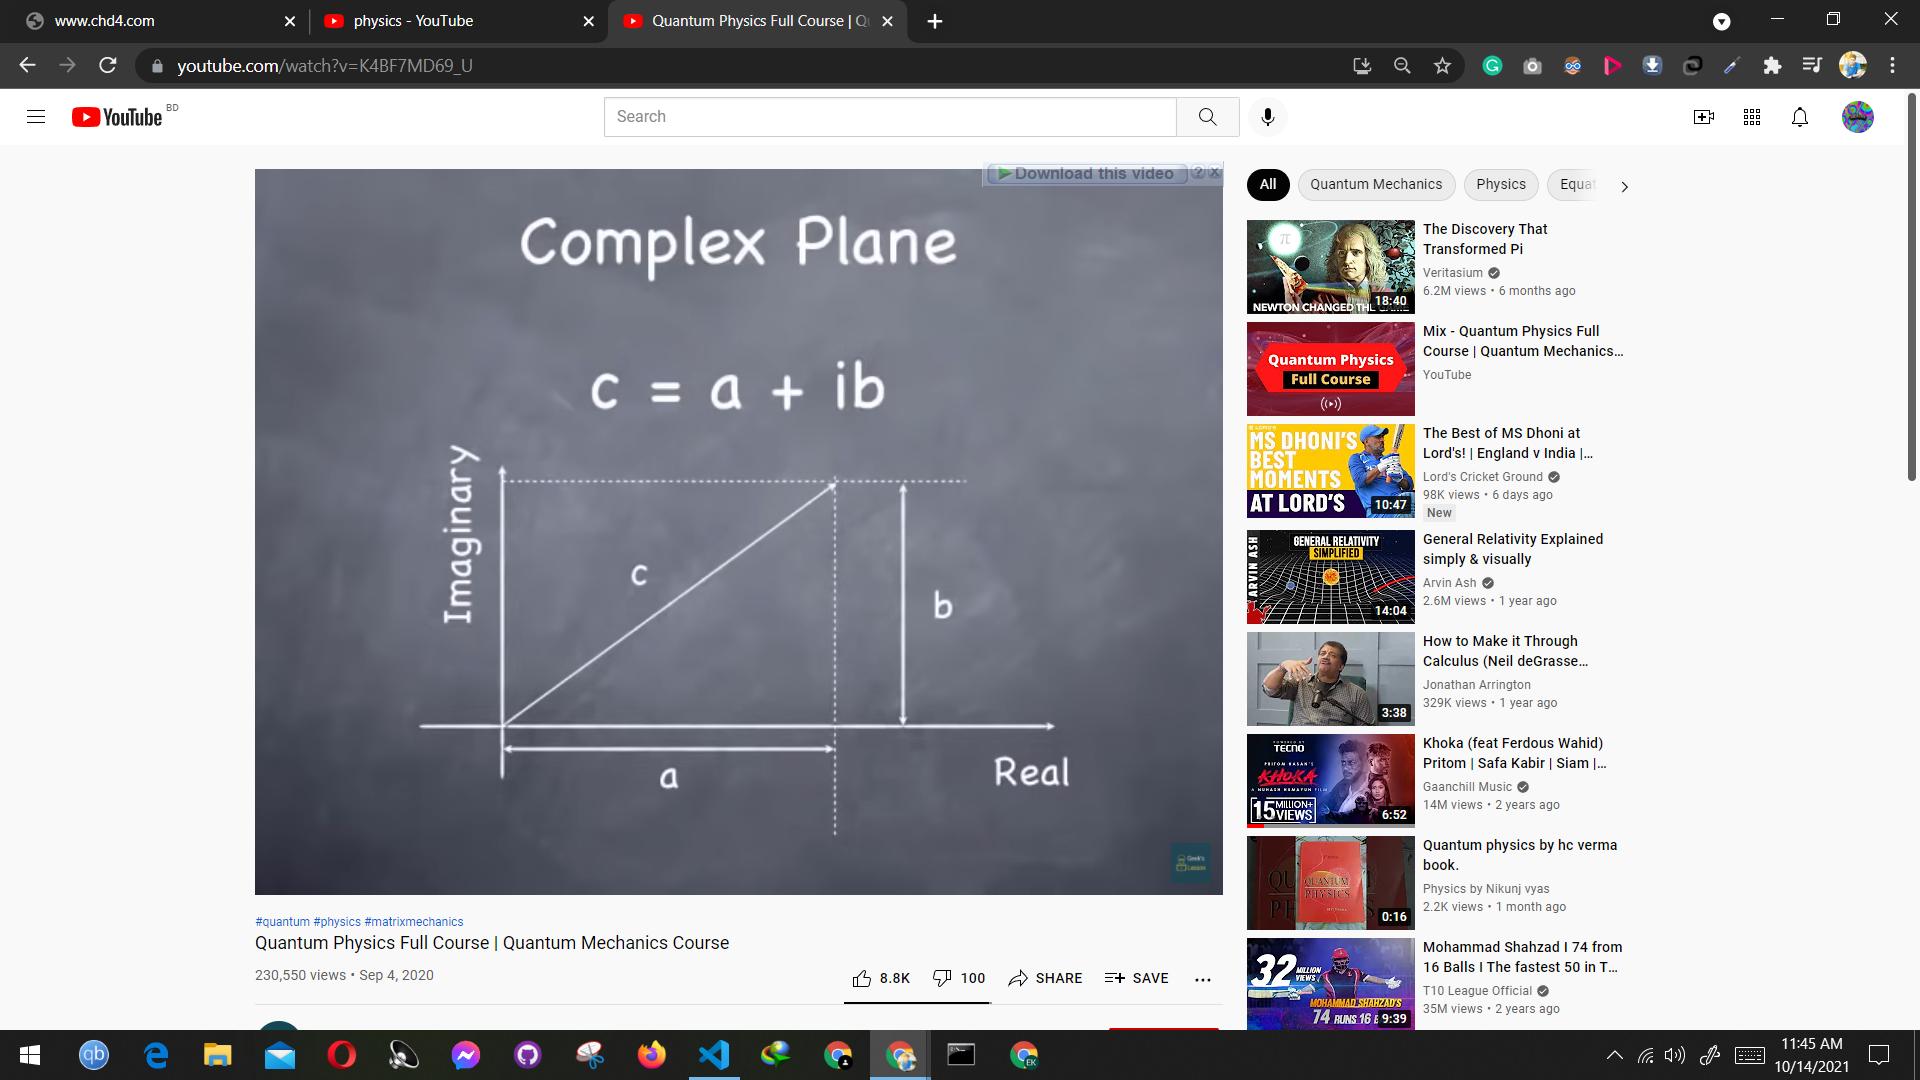 www.chd4.com
physics - YouTube
Quantum Physics Full Course |
youtube.com/watch?v=K4BF7MD69_U
YouTube BD
Search
Download this video ? X
Complex Plane
c = a + ib
Imaginary
c
b
a
Real
Geek's
Lesson
#quantum #physics #matrixmechanics
Quantum Physics Full Course | Quantum Mechanics Course
230,550 views • Sep 4, 2020
8.8K 100 SHARE SAVE
All Quantum Mechanics Physics Equat
NEWTON CHANGED THE GAME
18:40
The Discovery That
Transformed Pi
Veritasium
6.2M views • 6 months ago
Quantum Physics
Full Course
Mix - Quantum Physics Full
Course | Quantum Mechanics...
YouTube
MS DHONI'S
BEST
MOMENTS
AT LORD'S
10:47
The Best of MS Dhoni at
Lord's! | England v India |...
Lord's Cricket Ground
98K views • 6 days ago
New
GENERAL RELATIVITY
SIMPLIFIED
ARVIN ASH
14:04
General Relativity Explained
simply & visually
Arvin Ash
2.6M views • 1 year ago
3:38
How to Make it Through
Calculus (Neil deGrasse...
Jonathan Arrington
329K views • 1 year ago
TECNO
PRITOM HASAN'S
KHOKA
A NUHASH HUMAYUN FILM
15 MILLION+
VIEWS
6:52
Khoka (feat Ferdous Wahid)
Pritom | Safa Kabir | Siam |...
Gaanchill Music
14M views • 2 years ago
QUANTUM
PHYSICS
0:16
Quantum physics by hc verma
book.
Physics by Nikunj vyas
2.2K views • 1 month ago
32 MILLION
VIEWS
MOHAMMAD SHAHZAD'S
74 RUNS 16 B
9:39
Mohammad Shahzad I 74 from
16 Balls I The fastest 50 in T...
T10 League Official
35M views • 2 years ago
qb
EK
11:45 AM
10/14/2021